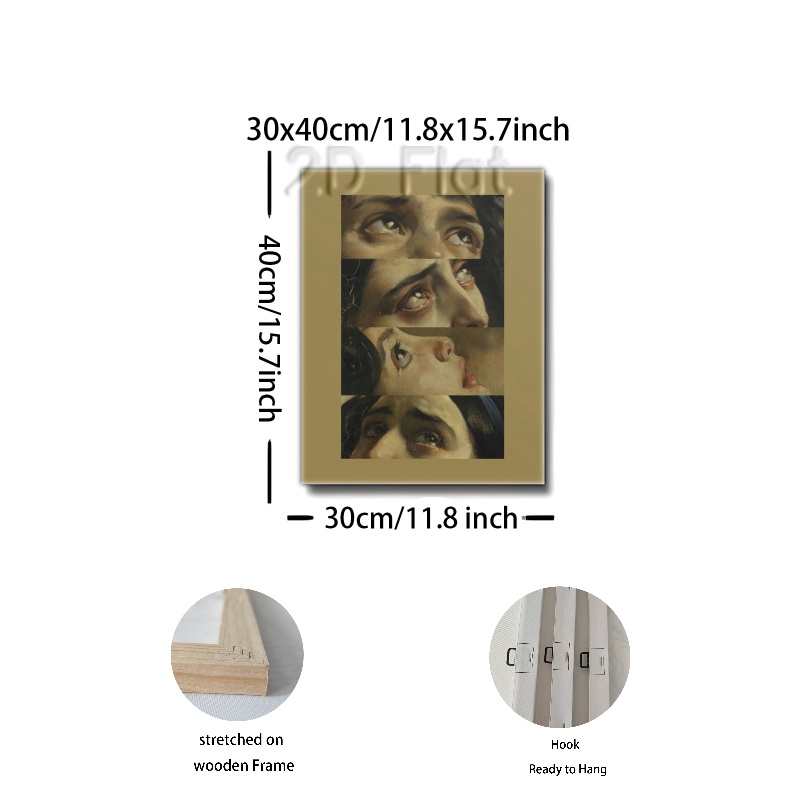 30x40cm/11.8x15.7inch
2D Flat
40cm/15.7inch
30cm/11.8 inch
stretched on
wooden Frame
Hook
Ready to Hang